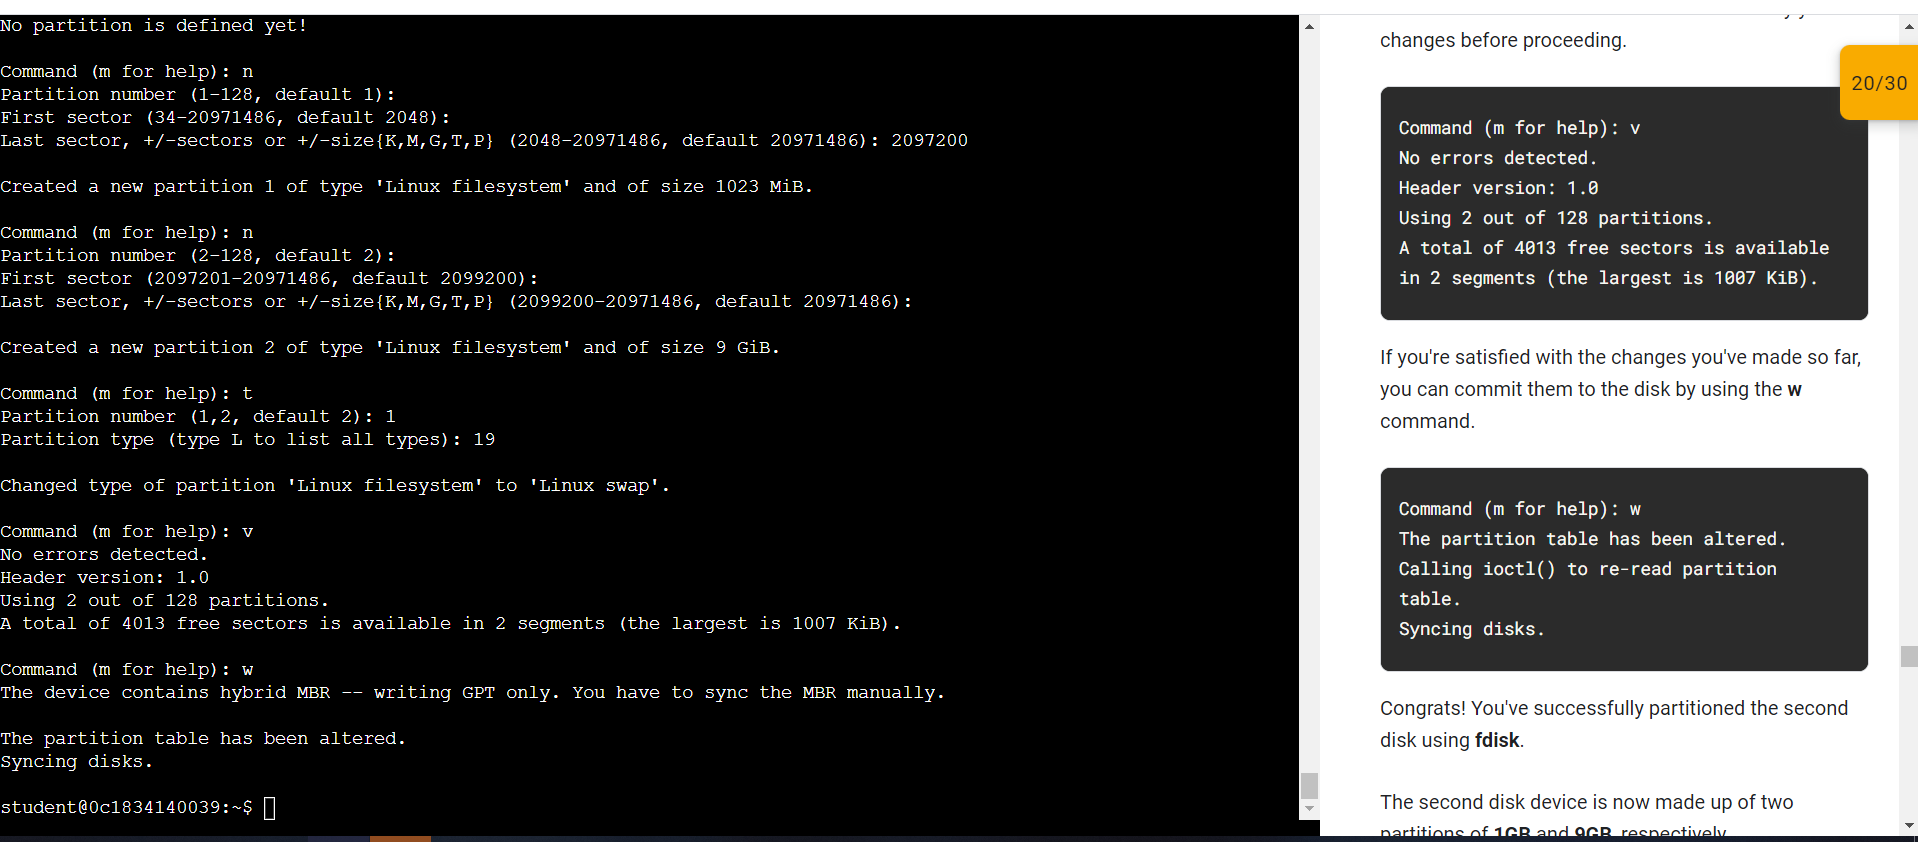 No partition is defined yet!
Command (m for help): n
Partition number (1-128, default 1):
First sector (34-20971486, default 2048):
Last sector, +/-sectors or +/-size{K,M,G,T,P} (2048-20971486, default 20971486): 2097200
Created a new partition 1 of type 'Linux filesystem' and of size 1023 MiB.
Command (m for help): n
Partition number (2-128, default 2):
First sector (2097201-20971486, default 2099200):
Last sector, +/-sectors or +/-size{K,M,G,T,P} (2099200-20971486, default 20971486):
Created a new partition 2 of type 'Linux filesystem' and of size 9 GiB.
Command (m for help): t
Partition number (1,2, default 2): 1
Partition type (type L to list all types): 19
Changed type of partition 'Linux filesystem' to 'Linux swap'.
Command (m for help): v
No errors detected.
Header version: 1.0
Using 2 out of 128 partitions.
A total of 4013 free sectors is available in 2 segments (the largest is 1007 KiB).
Command (m for help): w
The device contains hybrid MBR -- writing GPT only. You have to sync the MBR manually.
The partition table has been altered.
Syncing disks.
student@0c1834140039:~$
changes before proceeding.
20/30
Command (m for help): v
No errors detected.
Header version: 1.0
Using 2 out of 128 partitions.
A total of 4013 free sectors is available
in 2 segments (the largest is 1007 KiB).
If you're satisfied with the changes you've made so far,
you can commit them to the disk by using the w
command.
Command (m for help): w
The partition table has been altered.
Calling ioctl() to re-read partition
table.
Syncing disks.
Congrats! You've successfully partitioned the second
disk using fdisk.
The second disk device is now made up of two
partitions of 1GB and 9GB, respectively.